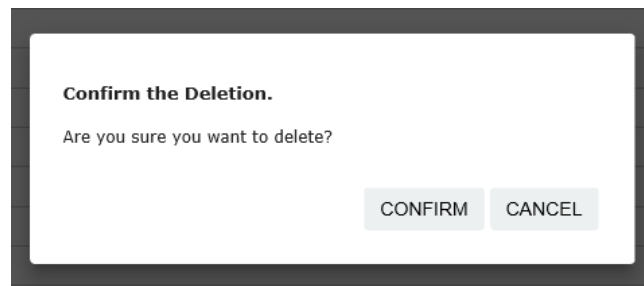 Confirm the Deletion.
Are you sure you want to delete?
CONFIRM CANCEL